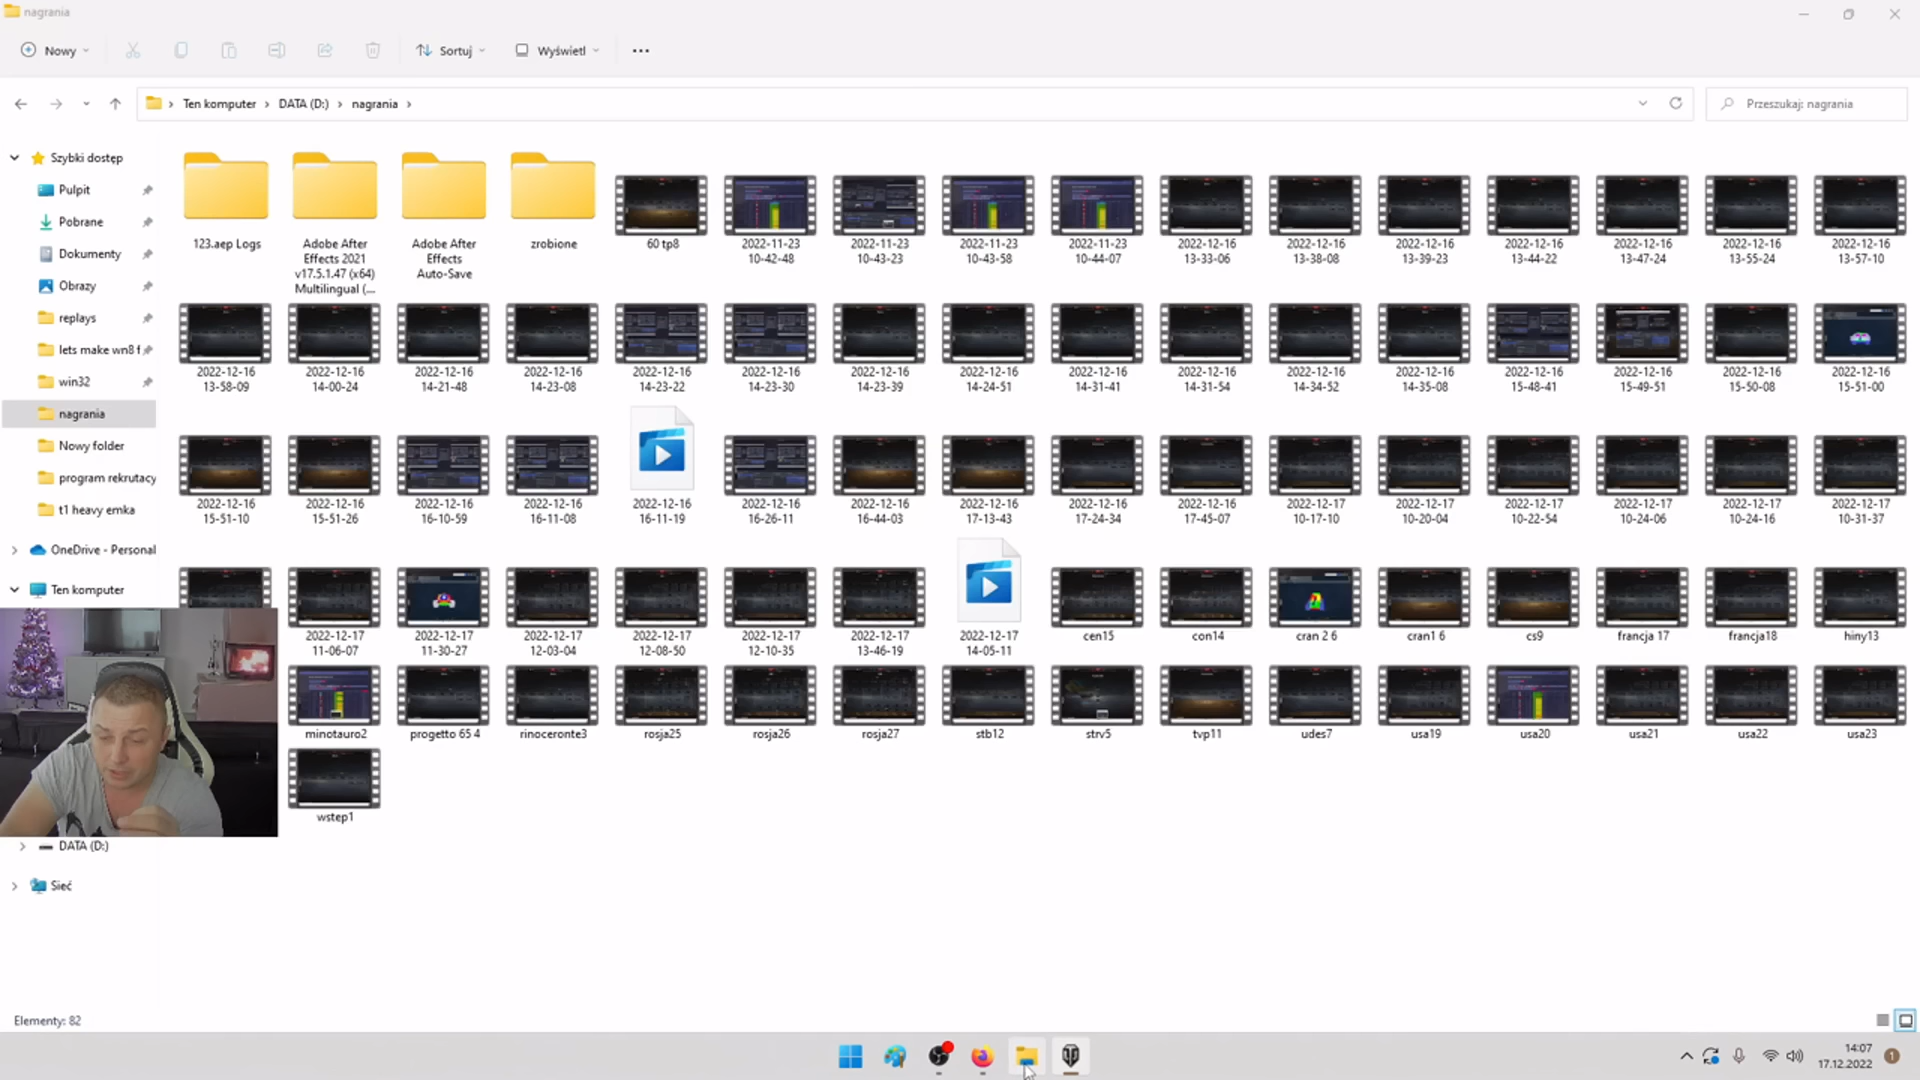 nagrania
Nowy
Sortuj
Wyświetl
Ten komputer
DATA (D:)
nagrania
Przeszukaj: nagrania
Szybki dostęp
Pulpit
Pobrane
Dokumenty
Obrazy
replays
lets make wn8 f
win32
nagrania
Nowy folder
program rekrutacy
t1 heavy emka
OneDrive - Personal
Ten komputer
DATA (D:)
Sieć
123.aep Logs
Adobe After
Effects 2021
v17.5.1.47 (x64)
Multilingual (...
Adobe After
Effects
Auto-Save
zrobione
60 tp8
2022-11-23
10-42-48
2022-11-23
10-43-23
2022-11-23
10-43-58
2022-11-23
10-44-07
2022-12-16
13-33-06
2022-12-16
13-38-08
2022-12-16
13-39-23
2022-12-16
13-44-22
2022-12-16
13-47-24
2022-12-16
13-55-24
2022-12-16
13-57-10
2022-12-16
13-58-09
2022-12-16
14-00-24
2022-12-16
14-21-48
2022-12-16
14-23-08
2022-12-16
14-23-22
2022-12-16
14-23-30
2022-12-16
14-23-39
2022-12-16
14-24-51
2022-12-16
14-31-41
2022-12-16
14-31-54
2022-12-16
14-34-52
2022-12-16
14-35-08
2022-12-16
15-48-41
2022-12-16
15-49-51
2022-12-16
15-50-08
2022-12-16
15-51-00
2022-12-16
15-51-10
2022-12-16
15-51-26
2022-12-16
16-10-59
2022-12-16
16-11-08
2022-12-16
16-11-19
2022-12-16
16-26-11
2022-12-16
16-44-03
2022-12-16
17-13-43
2022-12-16
17-24-34
2022-12-16
17-45-07
2022-12-17
10-17-10
2022-12-17
10-20-04
2022-12-17
10-22-54
2022-12-17
10-24-06
2022-12-17
10-24-16
2022-12-17
10-31-37
2022-12-17
11-06-07
2022-12-17
11-30-27
2022-12-17
12-03-04
2022-12-17
12-08-50
2022-12-17
12-10-35
2022-12-17
13-46-19
2022-12-17
14-05-11
cen15
con14
cran 2 6
cran1 6
cs9
francja 17
francja18
hiny13
minotauro2
progetto 65 4
rinoceronte3
rosja25
rosja26
rosja27
stb12
strv5
tvp11
udes7
usa19
usa20
usa21
usa22
usa23
wstep1
Elementy: 82
14:07
17.12.2022
1